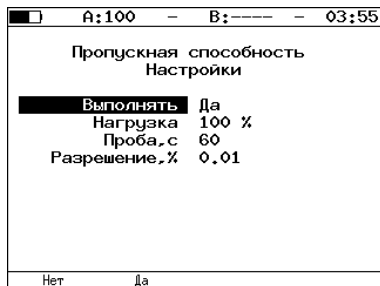 A:100 – B:---- – 03:55
Пропускная способность
Настройки
Выполнять Да
Нагрузка 100 %
Проба,с 60
Разрешение,% 0.01
Нет Да